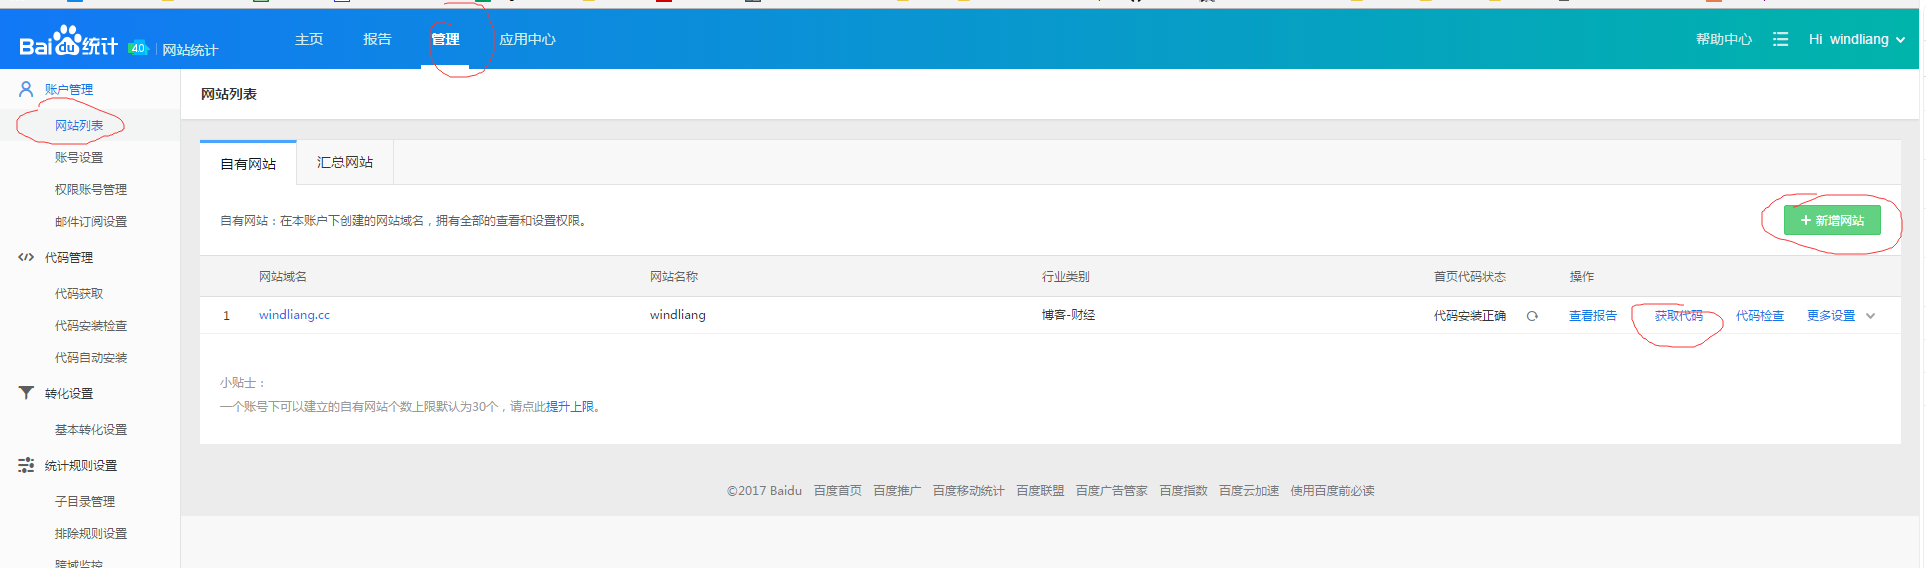 Baidu统计 4.0 网站统计 主页 报告 管理 应用中心 帮助中心 Hi windliang
账户管理
网站列表
账号设置
权限账号管理
邮件订阅设置
代码管理
代码获取
代码安装检查
代码自动安装
转化设置
基本转化设置
统计规则设置
子目录管理
排除规则设置
跨域监控
网站列表
自有网站 汇总网站
自有网站：在本账户下创建的网站域名，拥有全部的查看和设置权限。
+ 新增网站
网站域名 网站名称 行业类别 首页代码状态 操作
1 windliang.cc windliang 博客-财经 代码安装正确 查看报告 获取代码 代码检查 更多设置
小贴士：
一个账号下可以建立的自有网站个数上限默认为30个，请点此提升上限。
©2017 Baidu 百度首页 百度推广 百度移动统计 百度联盟 百度广告管家 百度指数 百度云加速 使用百度前必读